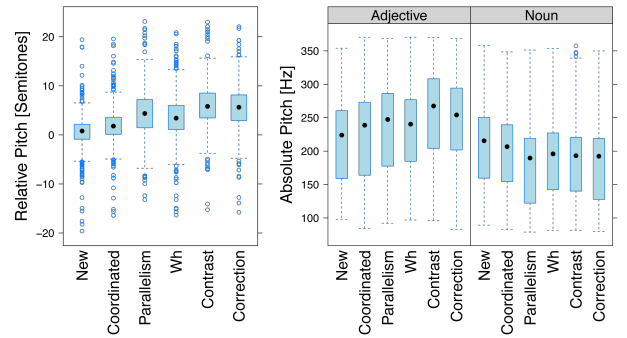 Relative Pitch [Semitones]
20
10
0
−10
−20
New
Coordinated
Parallelism
Wh
Contrast
Correction
Adjective
Noun
Absolute Pitch [Hz]
350
300
250
200
150
100
New
Coordinated
Parallelism
Wh
Contrast
Correction
New
Coordinated
Parallelism
Wh
Contrast
Correction